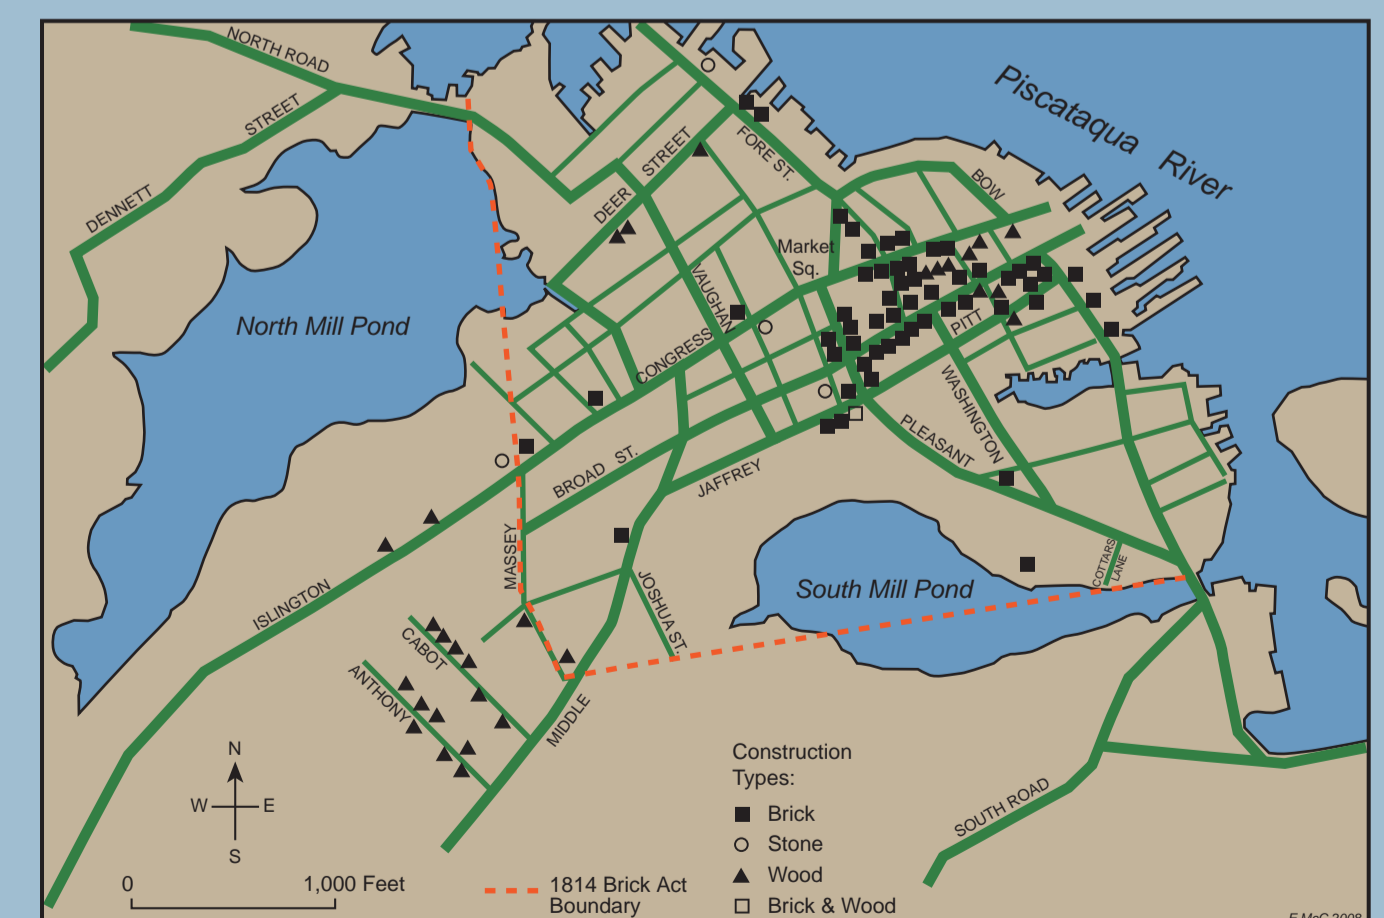 NORTH ROAD
STREET
DENNETT
DEER STREET
FORE ST.
BOW
Piscataqua River
Market
Sq.
VAUGHAN
North Mill Pond
CONGRESS
PITT
WASHINGTON
PLEASANT
BROAD ST.
JAFFREY
MASSEY
ISLINGTON
JOSHUA ST.
COTTARS
LANE
South Mill Pond
CABOT
ANTHONY
MIDDLE
SOUTH ROAD
N
W E
S
0 1,000 Feet
1814 Brick Act
Boundary
Construction
Types:
Brick
Stone
Wood
Brick & Wood
E McC 2008